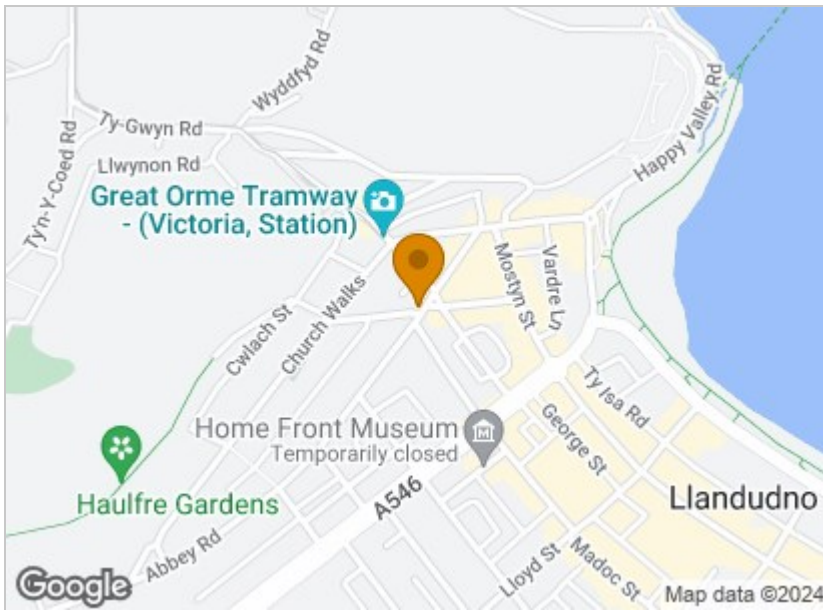 Wyddfyd Rd
Ty-Gwyn Rd
Llwynon Rd
Ty'n-Y-Coed Rd
Happy Valley Rd
Great Orme Tramway
- (Victoria, Station)
Mostyn St
Vardre Ln
Church Walks
Cwlach St
Ty Isa Rd
Home Front Museum
Temporarily closed
George St
Haulfre Gardens
A546
Llandudno
Abbey Rd
Lloyd St
Madoc St
Google
Map data ©2024